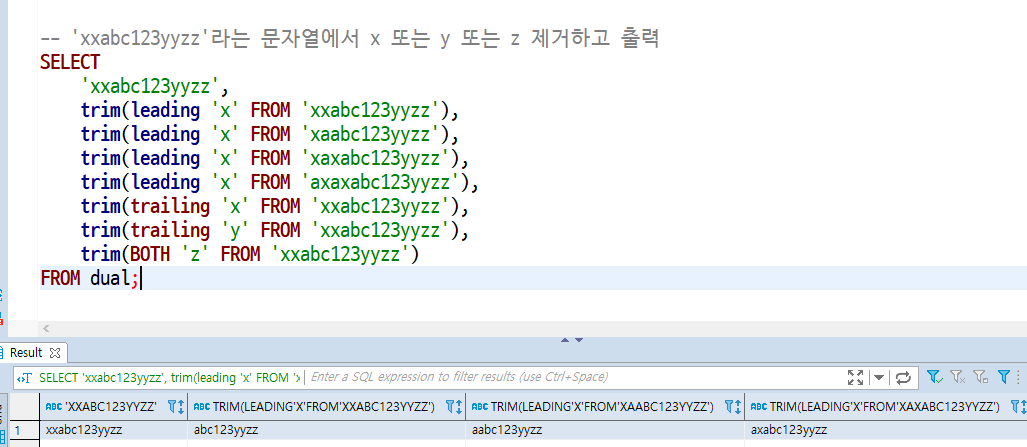 -- 'xxabc123yyzz'라는 문자열에서 x 또는 y 또는 z 제거하고 출력
SELECT
'xxabc123yyzz',
trim(leading 'x' FROM 'xxabc123yyzz'),
trim(leading 'x' FROM 'xaabc123yyzz'),
trim(leading 'x' FROM 'xaxabc123yyzz'),
trim(leading 'x' FROM 'axaxabc123yyzz'),
trim(trailing 'x' FROM 'xxabc123yyzz'),
trim(trailing 'y' FROM 'xxabc123yyzz'),
trim(BOTH 'z' FROM 'xxabc123yyzz')
FROM dual;
Result
SELECT 'xxabc123yyzz', trim(leading 'x' FROM 'x Enter a SQL expression to filter results (use Ctrl+Space)
ABC 'XXABC123YYZZ' ABC TRIM(LEADING'X'FROM'XXABC123YYZZ') ABC TRIM(LEADING'X'FROM'XAABC123YYZZ') ABC TRIM(LEADING'X'FROM'XAXABC123YYZZ')
1 xxabc123yyzz abc123yyzz aabc123yyzz axabc123yyzz